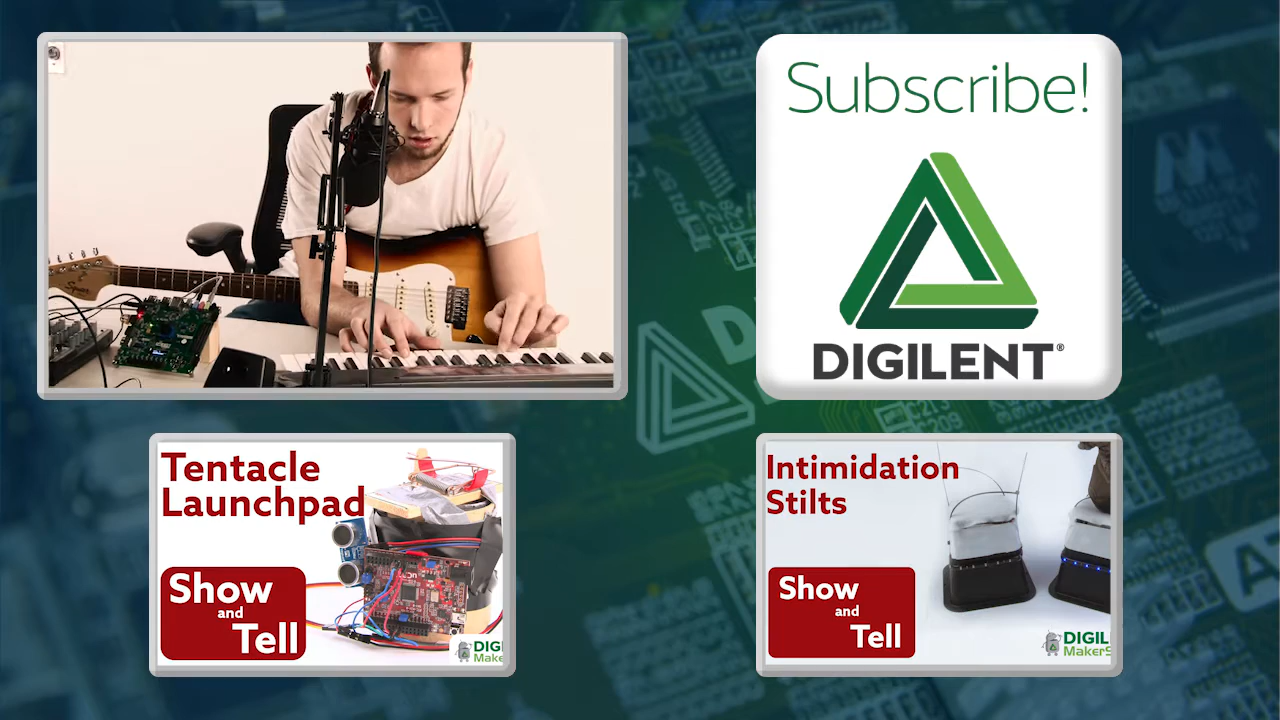 Subscribe!
DIGILENT®
Tentacle
Launchpad
Show
and
Tell
Intimidation
Stilts
Show
and
Tell